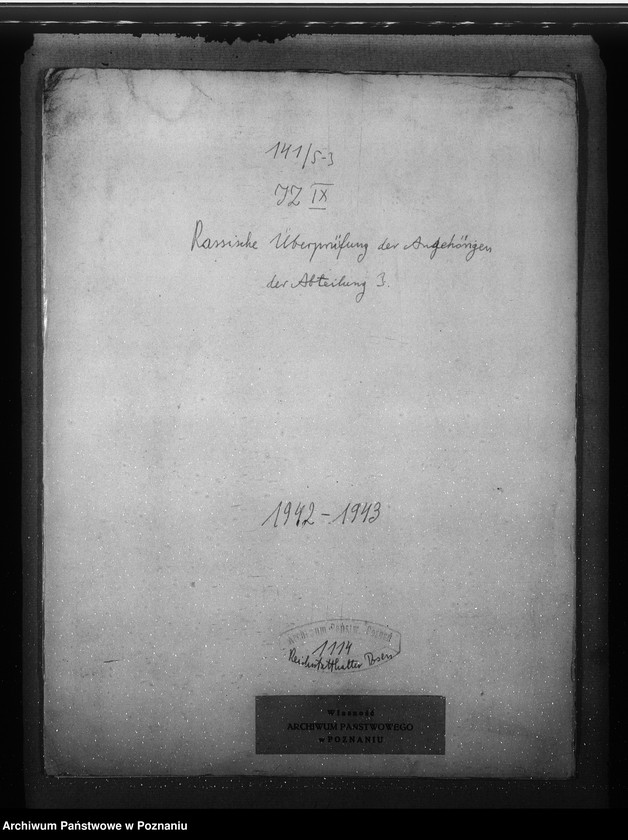 141/5-3
JZ IX
Rassische Überprüfung der Angehörigen
der Abteilung 3.
1942-1943
1114
Reichsstatthalter Posen
Własność
ARCHIWUM PAŃSTWOWEGO
w POZNANIU
Archiwum Państwowe w Poznaniu